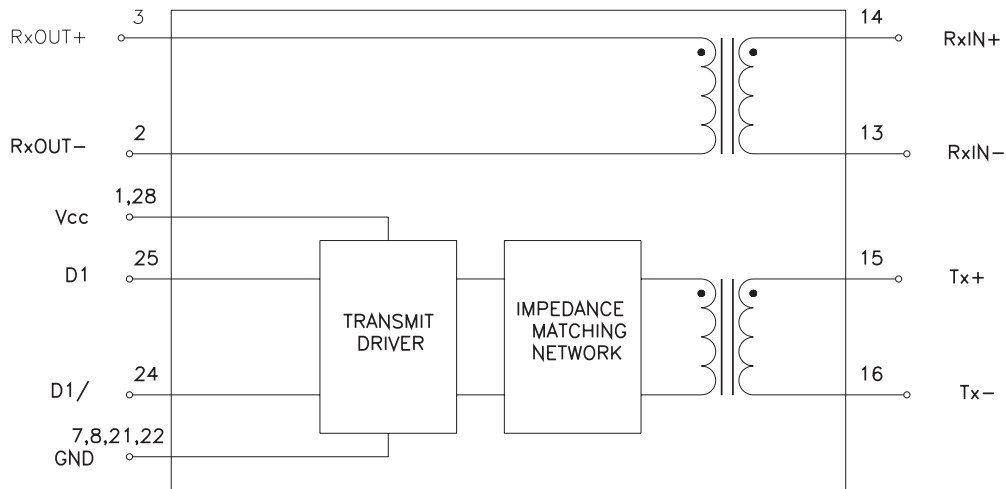 3
14
RxOUT+
RxIN+
2
13
RxOUT-
RxIN-
1,28
Vcc
25
15
D1
Tx+
TRANSMIT
DRIVER
IMPEDANCE
MATCHING
NETWORK
24
16
D1/
Tx-
7,8,21,22
GND